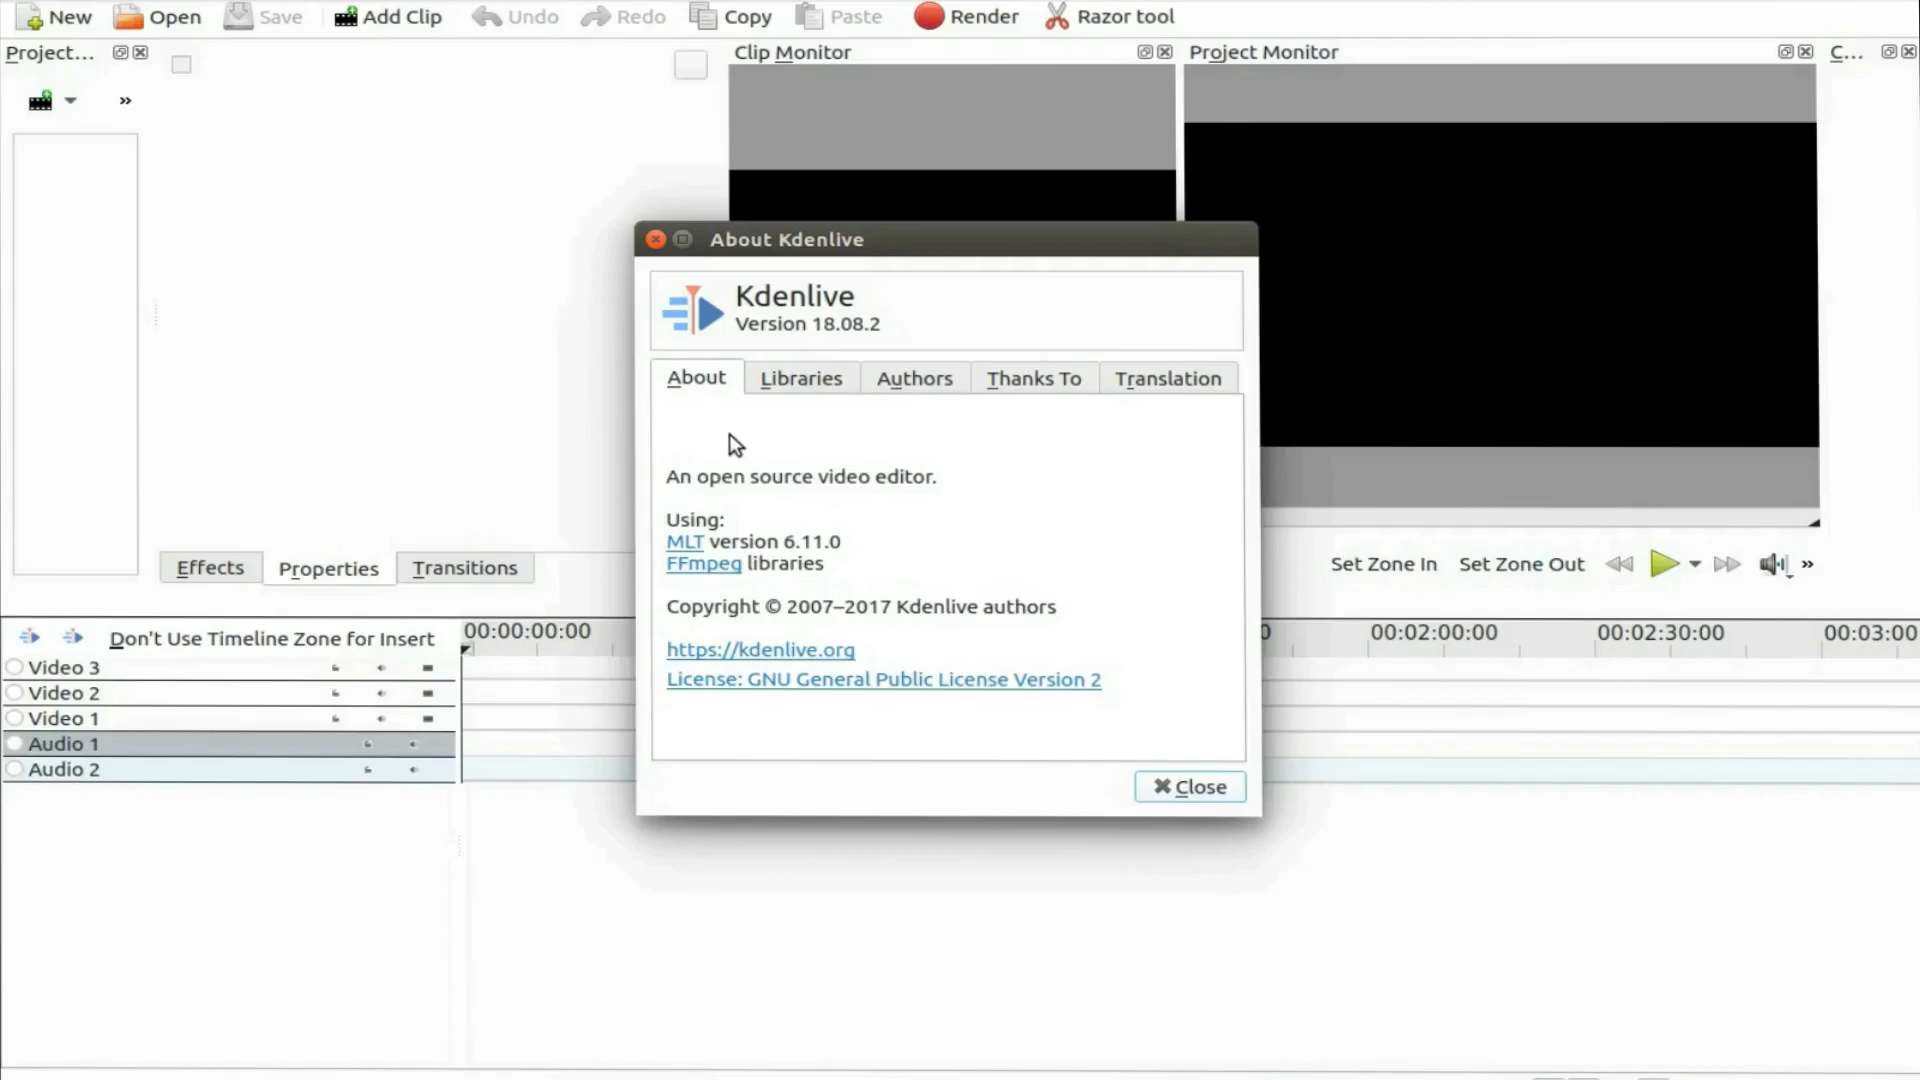 New Open Save Add Clip Undo Redo Copy Paste Render Razor tool
Project...
Clip Monitor
Project Monitor
C...
»
About Kdenlive
Kdenlive
Version 18.08.2
About Libraries Authors Thanks To Translation
An open source video editor.
Using:
MLT version 6.11.0
FFmpeg libraries
Copyright © 2007–2017 Kdenlive authors
https://kdenlive.org
License: GNU General Public License Version 2
Close
Effects Properties Transitions
Set Zone In Set Zone Out »
Don't Use Timeline Zone for Insert
00:00:00:00 0 00:02:00:00 00:02:30:00 00:03:00
Video 3
Video 2
Video 1
Audio 1
Audio 2